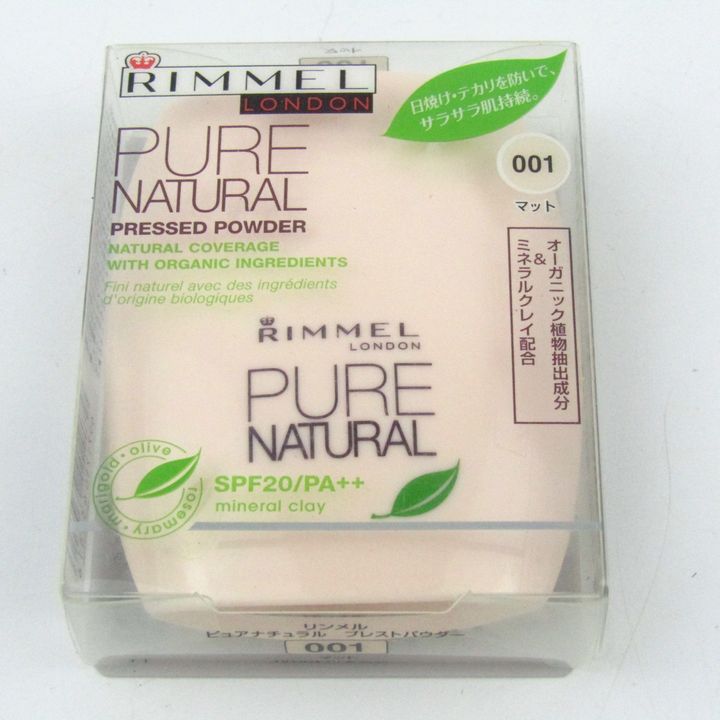 RIMMEL
LONDON
PURE
NATURAL
PRESSED POWDER
NATURAL COVERAGE
WITH ORGANIC INGREDIENTS
Fini naturel avec des ingrédients
d'origine biologiques
日焼け・テカリを防いで、
サラサラ肌持続。
001
マット
オーガニック植物抽出成分
&
ミネラルクレイ配合
RIMMEL
LONDON
PURE
NATURAL
SPF20/PA++
mineral clay
marigold・olive・rosemary・
リンメル
ピュアナチュラル プレストパウダー
001
マット